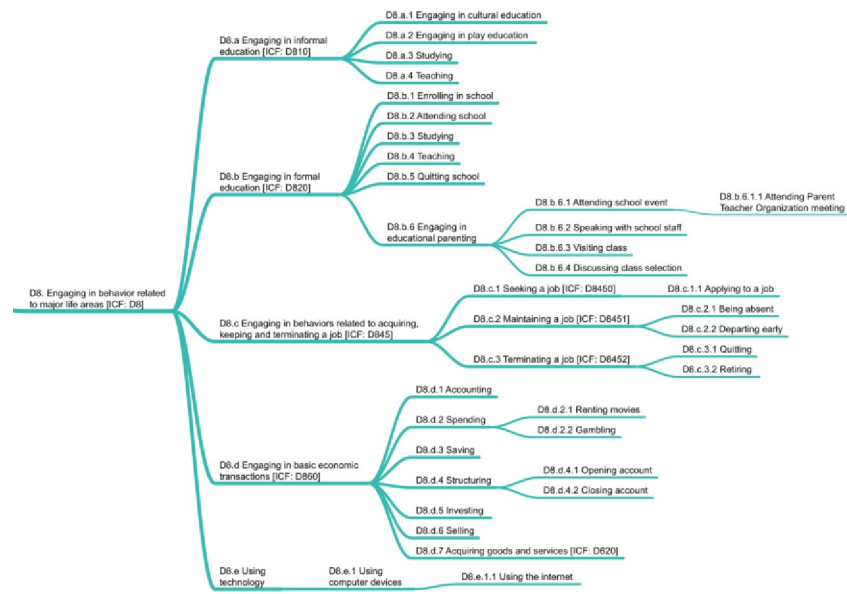 D8. Engaging in behavior related
to major life areas [ICF: D8]
D8.a Engaging in informal
education [ICF: D810]
D8.a.1 Engaging in cultural education
D8.a.2 Engaging in play education
D8.a.3 Studying
D8.a.4 Teaching
D8.b Engaging in formal
education [ICF: D820]
D8.b.1 Enrolling in school
D8.b.2 Attending school
D8.b.3 Studying
D8.b.4 Teaching
D8.b.5 Quitting school
D8.b.6 Engaging in
educational parenting
D8.b.6.1 Attending school event
D8.b.6.1.1 Attending Parent
Teacher Organization meeting
D8.b.6.2 Speaking with school staff
D8.b.6.3 Visiting class
D8.b.6.4 Discussing class selection
D8.c Engaging in behaviors related to acquiring,
keeping and terminating a job [ICF: D845]
D8.c.1 Seeking a job [ICF: D8450]
D8.c.1.1 Applying to a job
D8.c.2 Maintaining a job [ICF: D8451]
D8.c.2.1 Being absent
D8.c.2.2 Departing early
D8.c.3 Terminating a job [ICF: D8452]
D8.c.3.1 Quitting
D8.c.3.2 Retiring
D8.d Engaging in basic economic
transactions [ICF: D860]
D8.d.1 Accounting
D8.d.2 Spending
D8.d.2.1 Renting movies
D8.d.2.2 Gambling
D8.d.3 Saving
D8.d.4 Structuring
D8.d.4.1 Opening account
D8.d.4.2 Closing account
D8.d.5 Investing
D8.d.6 Selling
D8.d.7 Acquiring goods and services [ICF: D620]
D8.e Using
technology
D8.e.1 Using
computer devices
D8.e.1.1 Using the internet